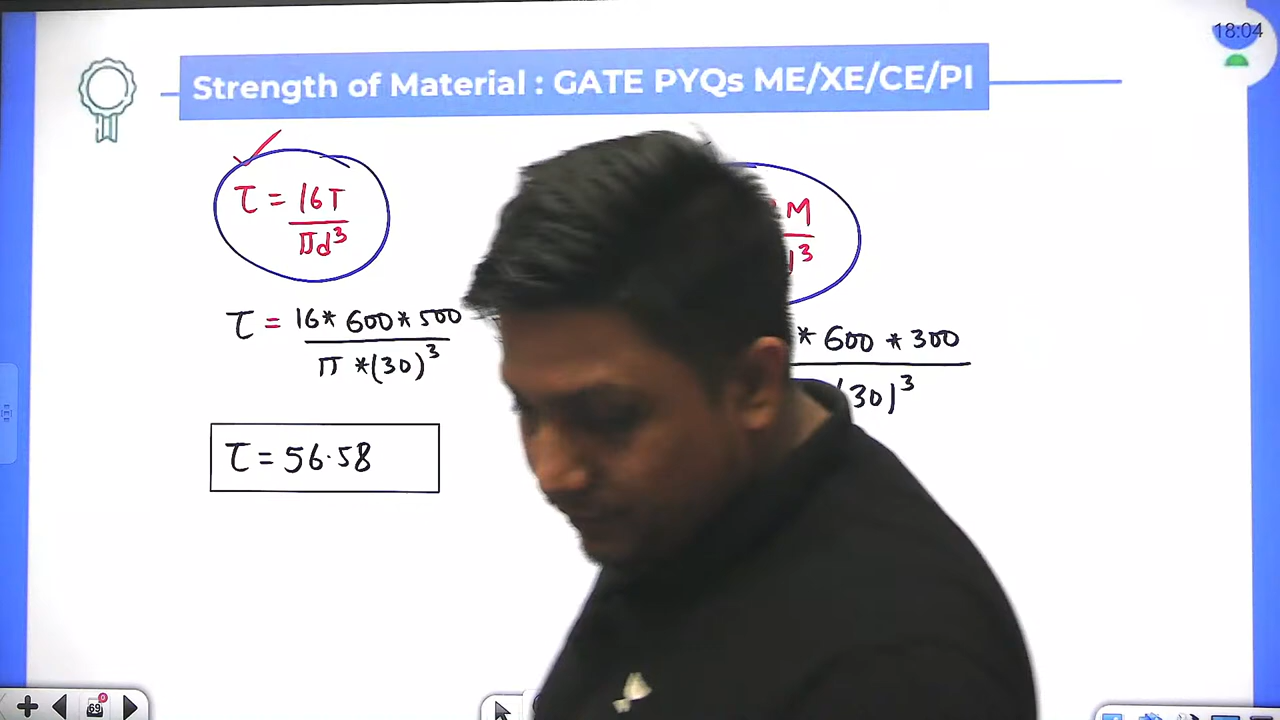 18:04
Strength of Material : GATE PYQs ME/XE/CE/PI
τ = 16T / πd³
M
³
τ = 16 * 600 * 500 / π * (30)³
* 600 * 300
(30)³
τ = 56.58
69